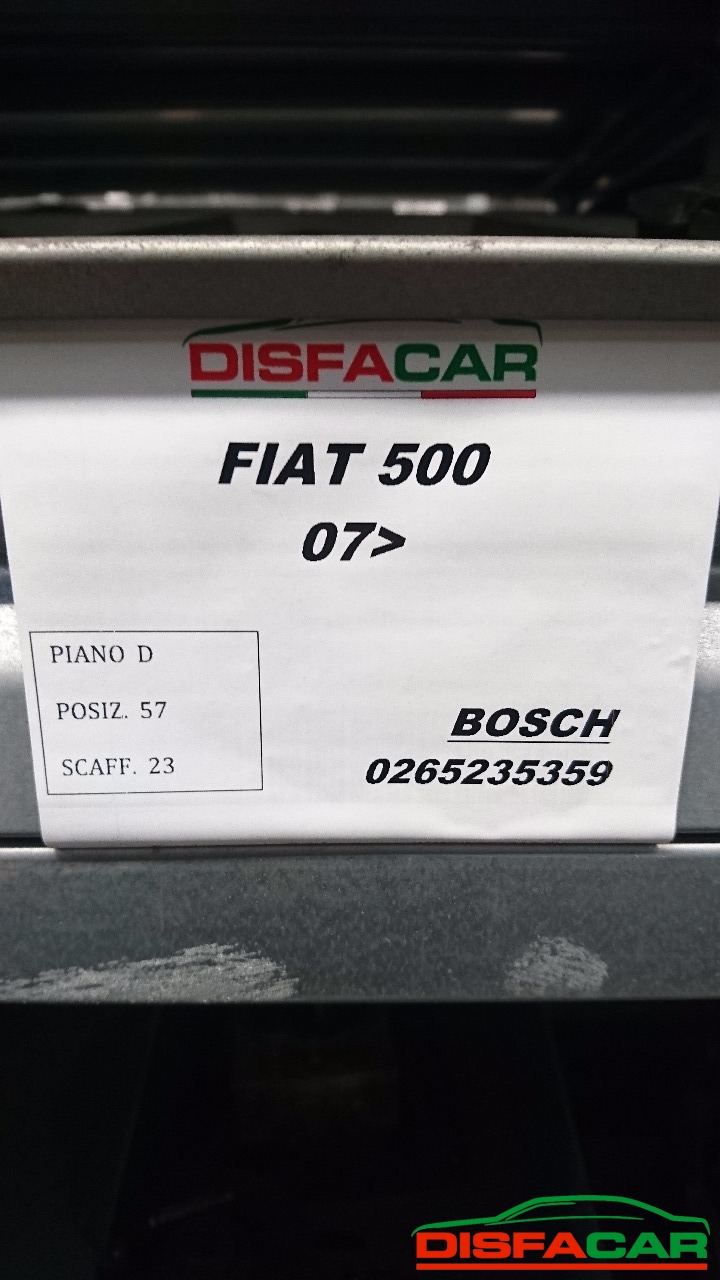 DISFACAR
FIAT 500
07>
PIANO D
POSIZ. 57
SCAFF. 23
BOSCH
0265235359
DISFACAR